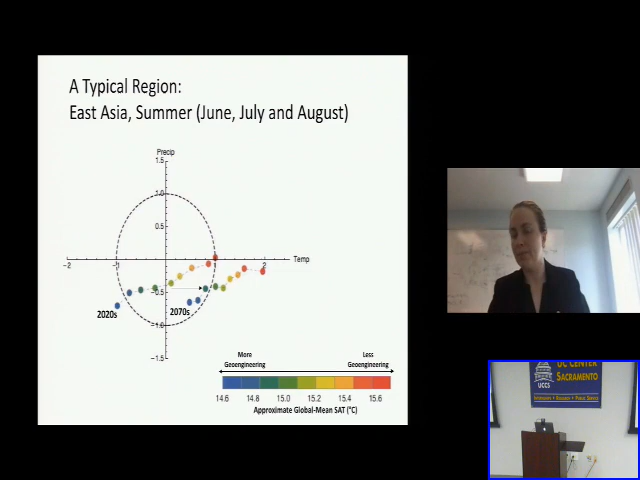 A Typical Region:
East Asia, Summer (June, July and August)
Precip
1.5
1.0
0.5
-2
-1
1
2
Temp
-0.5
-1.0
-1.5
2020s
2070s
More
Geoengineering
Less
Geoengineering
14.6 14.8 15.0 15.2 15.4 15.6
Approximate Global-Mean SAT (°C)
UC CENTER
SACRAMENTO
UCCS